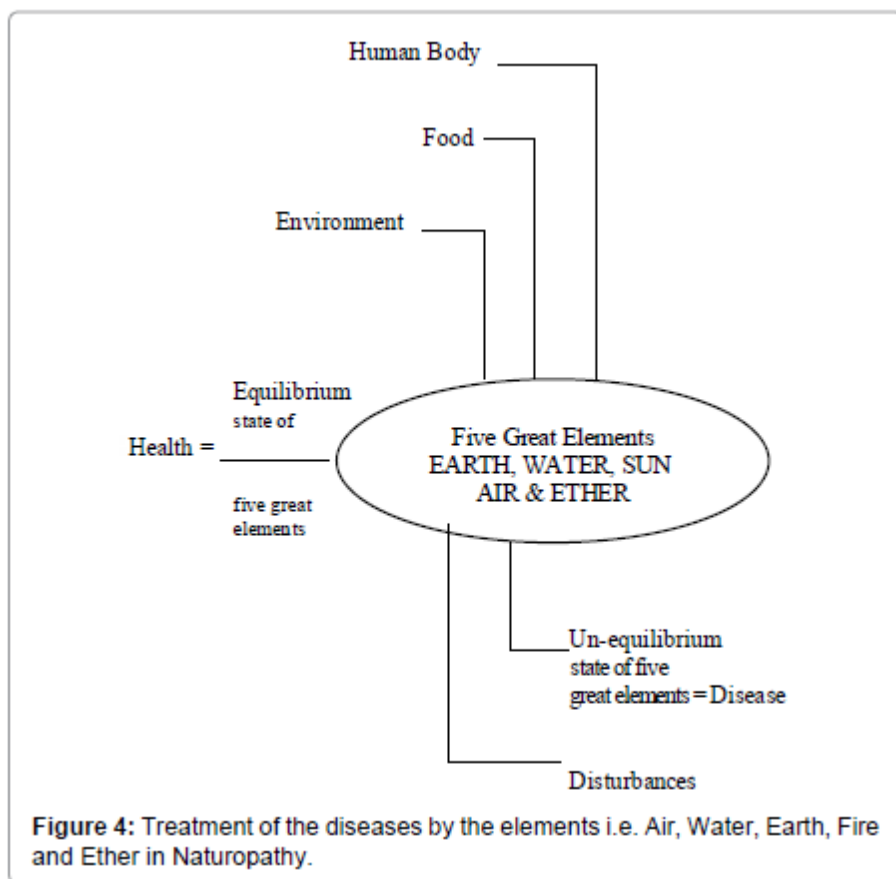 Human Body
Food
Environment
Equilibrium
state of
Health =
five great
elements
Five Great Elements
EARTH, WATER, SUN
AIR & ETHER
Un-equilibrium
state of five
great elements = Disease
Disturbances
Figure 4: Treatment of the diseases by the elements i.e. Air, Water, Earth, Fire
and Ether in Naturopathy.